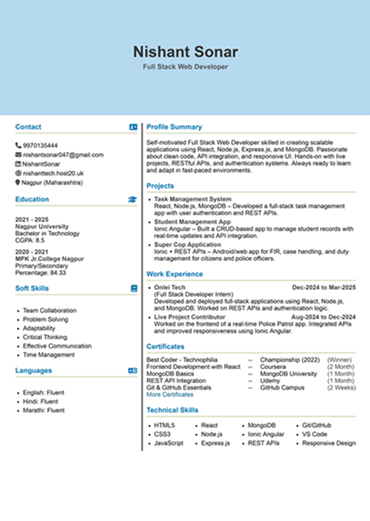 Nishant Sonar
Full Stack Web Developer
Contact
9970135444
nishantsonar047@gmail.com
NishantSonar
nishanttech.host20.uk
Nagpur (Maharashtra)
Education
2021 - 2025
Nagpur University
Bachelor in Technology
CGPA: 8.5
2020 - 2021
MPK Jr.College Nagpur
Primary/Secondary
Percentage: 84.33
Soft Skills
• Team Collaboration
• Problem Solving
• Adaptability
• Critical Thinking
• Effective Communication
• Time Management
Languages
• English: Fluent
• Hindi: Fluent
• Marathi: Fluent
Profile Summary
Self-motivated Full Stack Web Developer skilled in creating scalable
applications using React, Node.js, Express.js, and MongoDB. Passionate
about clean code, API integration, and responsive UI. Hands-on with live
projects, RESTful APIs, and authentication systems. Always ready to learn
and adapt in fast-paced environments.
Projects
• Task Management System
React, Node.js, MongoDB – Developed a full-stack task management
app with user authentication and REST APIs.
• Student Management App
Ionic Angular – Built a CRUD-based app to manage student records with
real-time updates and API integration.
• Super Cop Application
Ionic + REST APIs – Android/web app for FIR, case handling, and duty
management for citizens and police officers.
Work Experience
• Onlei Tech Dec-2024 to Mar-2025
(Full Stack Developer Intern)
Developed and deployed full-stack applications using React, Node.js,
and MongoDB. Worked on REST APIs and authentication logic.
• Live Project Contributor Aug-2024 to Dec-2024
Worked on the frontend of a real-time Police Patrol app. Integrated APIs
and improved responsiveness using Ionic Angular.
Certificates
Best Coder - Technophilia -- Championship (2022) (Winner)
Frontend Development with React -- Coursera (2 Month)
MongoDB Basics -- MongoDB University (1 Month)
REST API Integration -- Udemy (1 Month)
Git & GitHub Essentials -- GitHub Campus (2 Weeks)
More Certificates
Technical Skills
• HTML5 • React • MongoDB • Git/GitHub
• CSS3 • Node.js • Ionic Angular • VS Code
• JavaScript • Express.js • REST APIs • Responsive Design